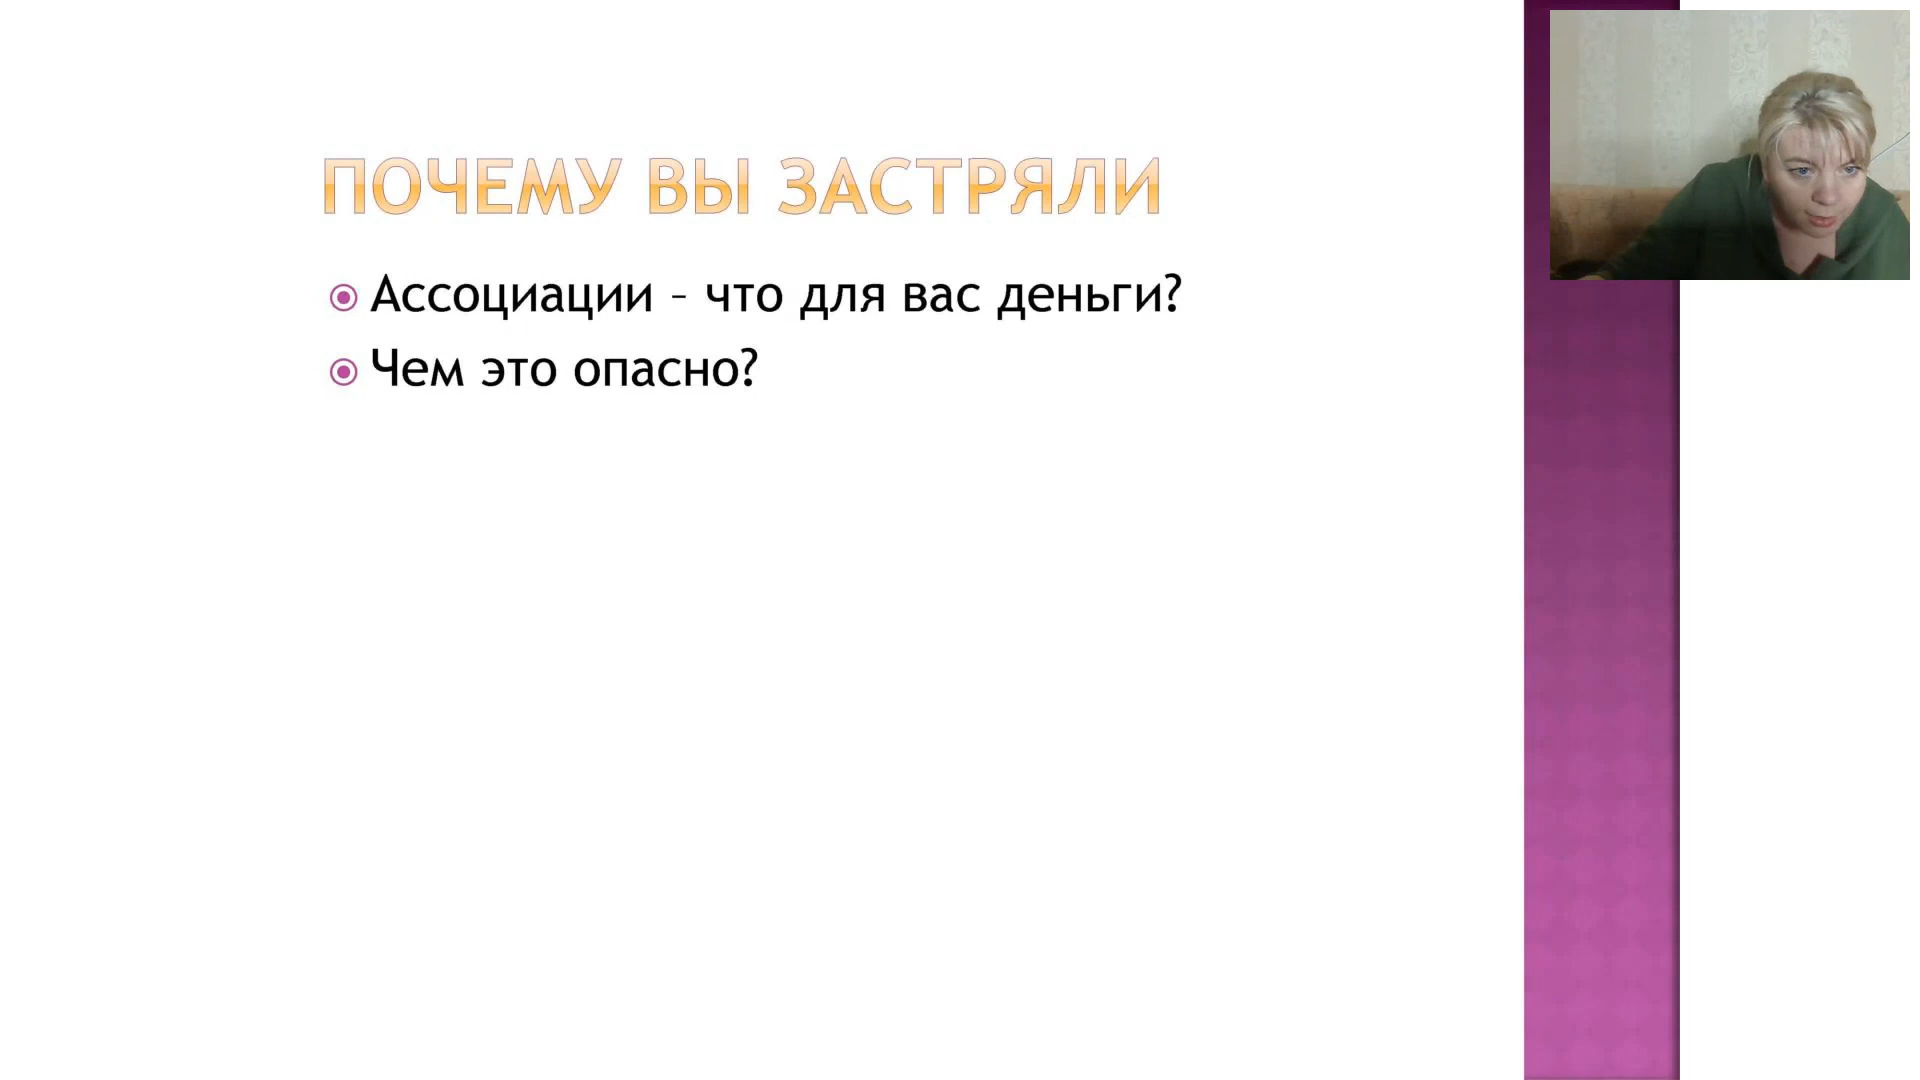 ПОЧЕМУ ВЫ ЗАСТРЯЛИ
Ассоциации – что для вас деньги?
Чем это опасно?